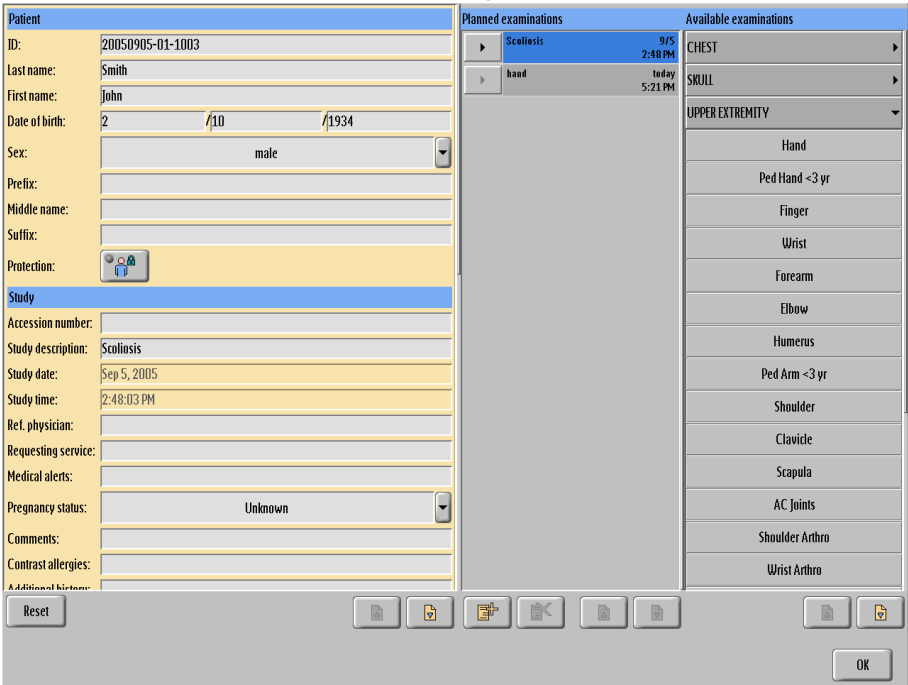 Patient
ID: 20050905-01-1003
Last name: Smith
First name: John
Date of birth: 2 / 10 / 1934
Sex: male
Prefix:
Middle name:
Suffix:
Protection:
Study
Accession number:
Study description: Scoliosis
Study date: Sep 5, 2005
Study time: 2:48:03 PM
Ref. physician:
Requesting service:
Medical alerts:
Pregnancy status: Unknown
Comments:
Contrast allergies:
Additional history:
Reset
Planned examinations
Scoliosis 9/5
2:48 PM
hand today
5:21 PM
Available examinations
CHEST
SKULL
UPPER EXTREMITY
Hand
Ped Hand <3 yr
Finger
Wrist
Forearm
Elbow
Humerus
Ped Arm <3 yr
Shoulder
Clavicle
Scapula
AC Joints
Shoulder Arthro
Wrist Arthro
OK